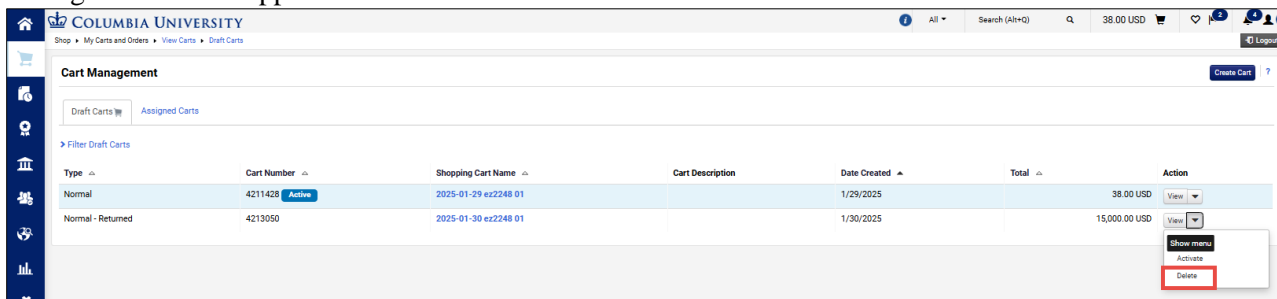 COLUMBIA UNIVERSITY
All
Search (Alt+Q)
38.00 USD
2
4
Shop My Carts and Orders View Carts Draft Carts
Logout
Cart Management
Create Cart ?
Draft Carts Assigned Carts
Filter Draft Carts
Type Cart Number Shopping Cart Name Cart Description Date Created Total Action
Normal 4211428 Active 2025-01-29 ez2248 01 1/29/2025 38.00 USD View
Normal - Returned 4213050 2025-01-30 ez2248 01 1/30/2025 15,000.00 USD View
Show menu
Activate
Delete